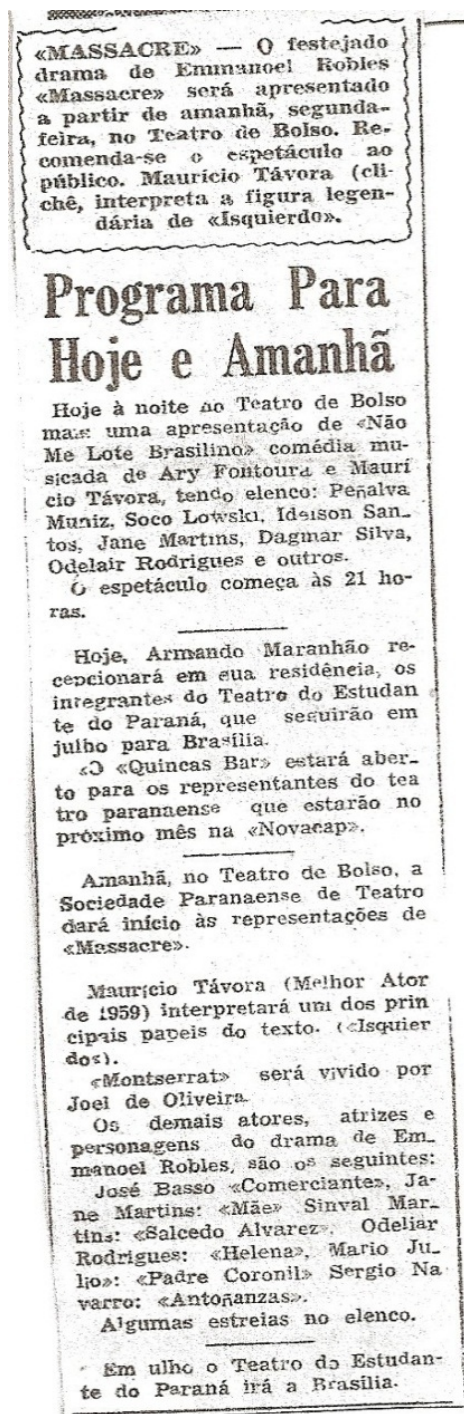 «MASSACRE» — O festejado
drama de Emmanoel Robles
«Massacre» será apresentado
a partir de amanhã, segunda-
feira, no Teatro de Bolso. Re-
comenda-se o espetáculo ao
público. Maurício Távora (cli-
chê, interpreta a figura legen-
dária de «Isquierdo».
Programa Para
Hoje e Amanhã
Hoje à noite no Teatro de Bolso
mais uma apresentação de «Não
Me Lote Brasilino» comédia mu-
sicada de Ary Fontoura e Maurí
cio Távora, tendo elenco: Peñalva
Muniz, Soco Lowski, Idelson San-
tos, Jane Martins, Dagmar Silva,
Odelair Rodrigues e outros.
O espetáculo começa às 21 ho-
ras.
Hoje, Armando Maranhão re-
cepcionará em sua residência, os
integrantes do Teatro do Estudan
te do Paraná, que seguirão em
julho para Brasília.
«O «Quincas Bar» estará aber-
to para os representantes do tea
tro paranaense que estarão no
próximo mês na «Novacap».
Amanhã, no Teatro de Bolso, a
Sociedade Paranaense de Teatro
dará início às representações de
«Massacre».
Maurício Távora (Melhor Ator
de 1959) interpretará um dos prin
cipais papeis do texto. («Isquier
dos).
«Montserrat» será vivido por
Joel de Oliveira.
Os demais atores, atrizes e
personagens do drama de Em-
manoel Robles, são os seguintes:
José Basso «Comerciante», Ja-
ne Martins: «Mãe» Sinval Mar-
tins: «Salcedo Alvarez», Odeliar
Rodrigues: «Helena», Mario Ju-
lio»: «Padre Coronil» Sergio Na
varro: «Antoñanzas».
Algumas estreias no elenco.
Em ulho o Teatro do Estudan-
te do Paraná irá a Brasília.